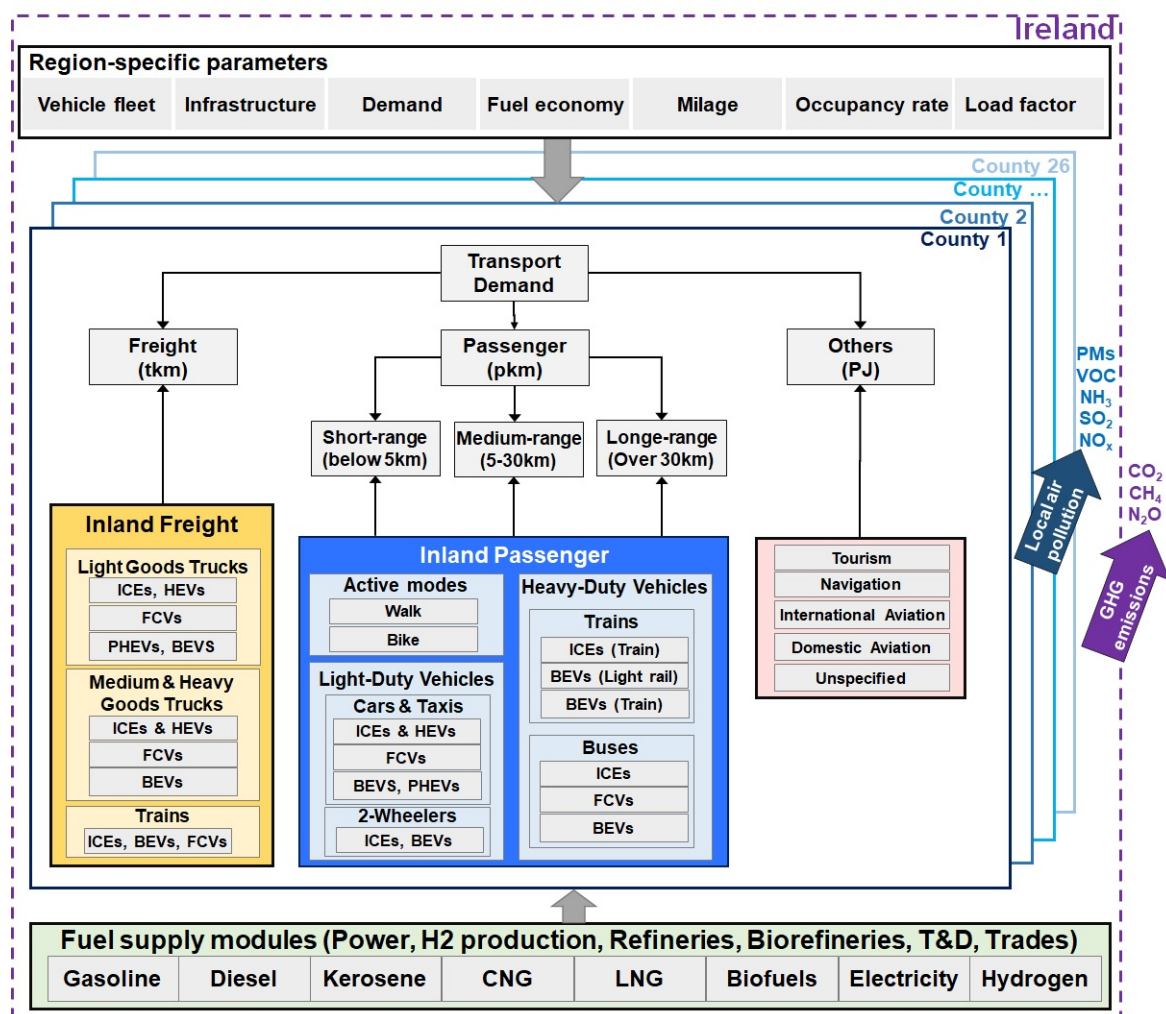 Ireland
Region-specific parameters
Vehicle fleet
Infrastructure
Demand
Fuel economy
Milage
Occupancy rate
Load factor
County 26
County ...
County 2
County 1
Transport
Demand
Freight
(tkm)
Passenger
(pkm)
Others
(PJ)
Short-range
(below 5km)
Medium-range
(5-30km)
Longe-range
(Over 30km)
Inland Freight
Light Goods Trucks
ICEs, HEVs
FCVs
PHEVs, BEVS
Medium & Heavy
Goods Trucks
ICEs & HEVs
FCVs
BEVs
Trains
ICEs, BEVs, FCVs
Inland Passenger
Active modes
Walk
Bike
Light-Duty Vehicles
Cars & Taxis
ICEs & HEVs
FCVs
BEVS, PHEVs
2-Wheelers
ICEs, BEVs
Heavy-Duty Vehicles
Trains
ICEs (Train)
BEVs (Light rail)
BEVs (Train)
Buses
ICEs
FCVs
BEVs
Tourism
Navigation
International Aviation
Domestic Aviation
Unspecified
PMs
VOC
NH₃
SO₂
NOₓ
Local air
pollution
CO₂
CH₄
N₂O
GHG
emissions
Fuel supply modules (Power, H2 production, Refineries, Biorefineries, T&D, Trades)
Gasoline
Diesel
Kerosene
CNG
LNG
Biofuels
Electricity
Hydrogen